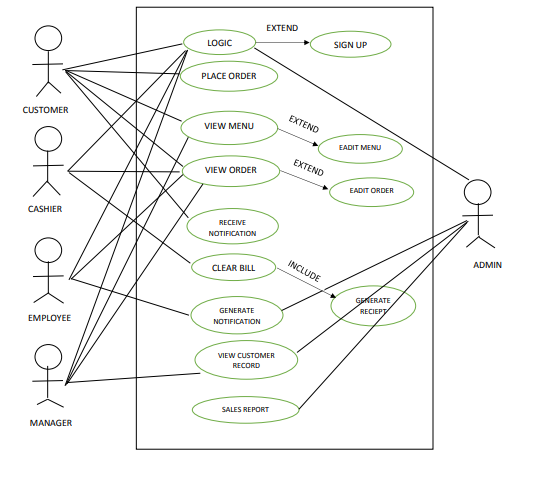 EXTEND
LOGIC
SIGN UP
PLACE ORDER
CUSTOMER
VIEW MENU
EXTEND
EADIT MENU
VIEW ORDER
EXTEND
EADIT ORDER
CASHIER
RECEIVE
NOTIFICATION
CLEAR BILL
INCLUDE
ADMIN
GENERATE
RECIEPT
GENERATE
NOTIFICATION
EMPLOYEE
VIEW CUSTOMER
RECORD
SALES REPORT
MANAGER